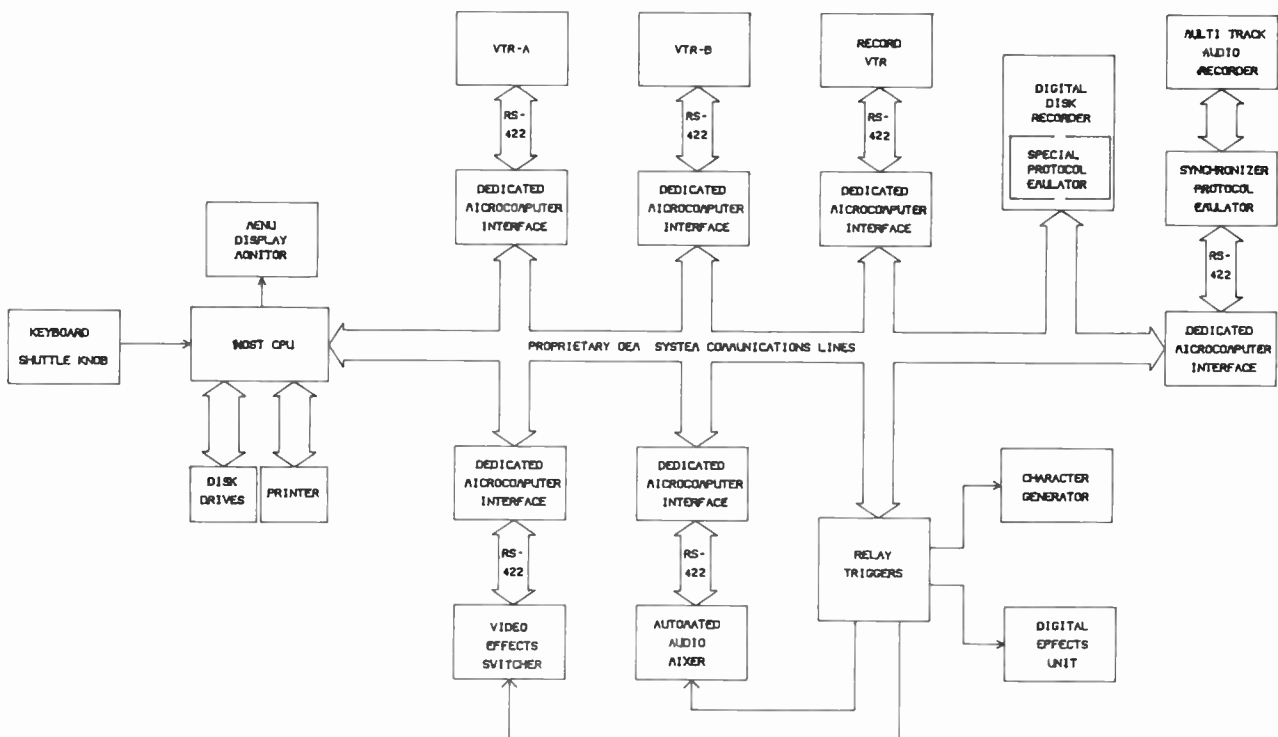 VTR-A
VTR-B
RECORD
VTR
MULTI TRACK
AUDIO
RECORDER
DIGITAL
DISK
RECORDER
RS-
422
RS-
422
RS-
422
SPECIAL
PROTOCOL
EMULATOR
SYNCHRONIZER
PROTOCOL
EMULATOR
DEDICATED
MICROCOMPUTER
INTERFACE
DEDICATED
MICROCOMPUTER
INTERFACE
DEDICATED
MICROCOMPUTER
INTERFACE
MENU
DISPLAY
MONITOR
RS-
422
KEYBOARD
SHUTTLE KNOB
HOST CPU
PROPRIETARY OEM SYSTEM COMMUNICATIONS LINES
DEDICATED
MICROCOMPUTER
INTERFACE
DISK
DRIVES
PRINTER
DEDICATED
MICROCOMPUTER
INTERFACE
DEDICATED
MICROCOMPUTER
INTERFACE
CHARACTER
GENERATOR
RS-
422
RS-
422
RELAY
TRIGGERS
VIDEO
EFFECTS
SWITCHER
AUTOMATED
AUDIO
MIXER
DIGITAL
EFFECTS
UNIT